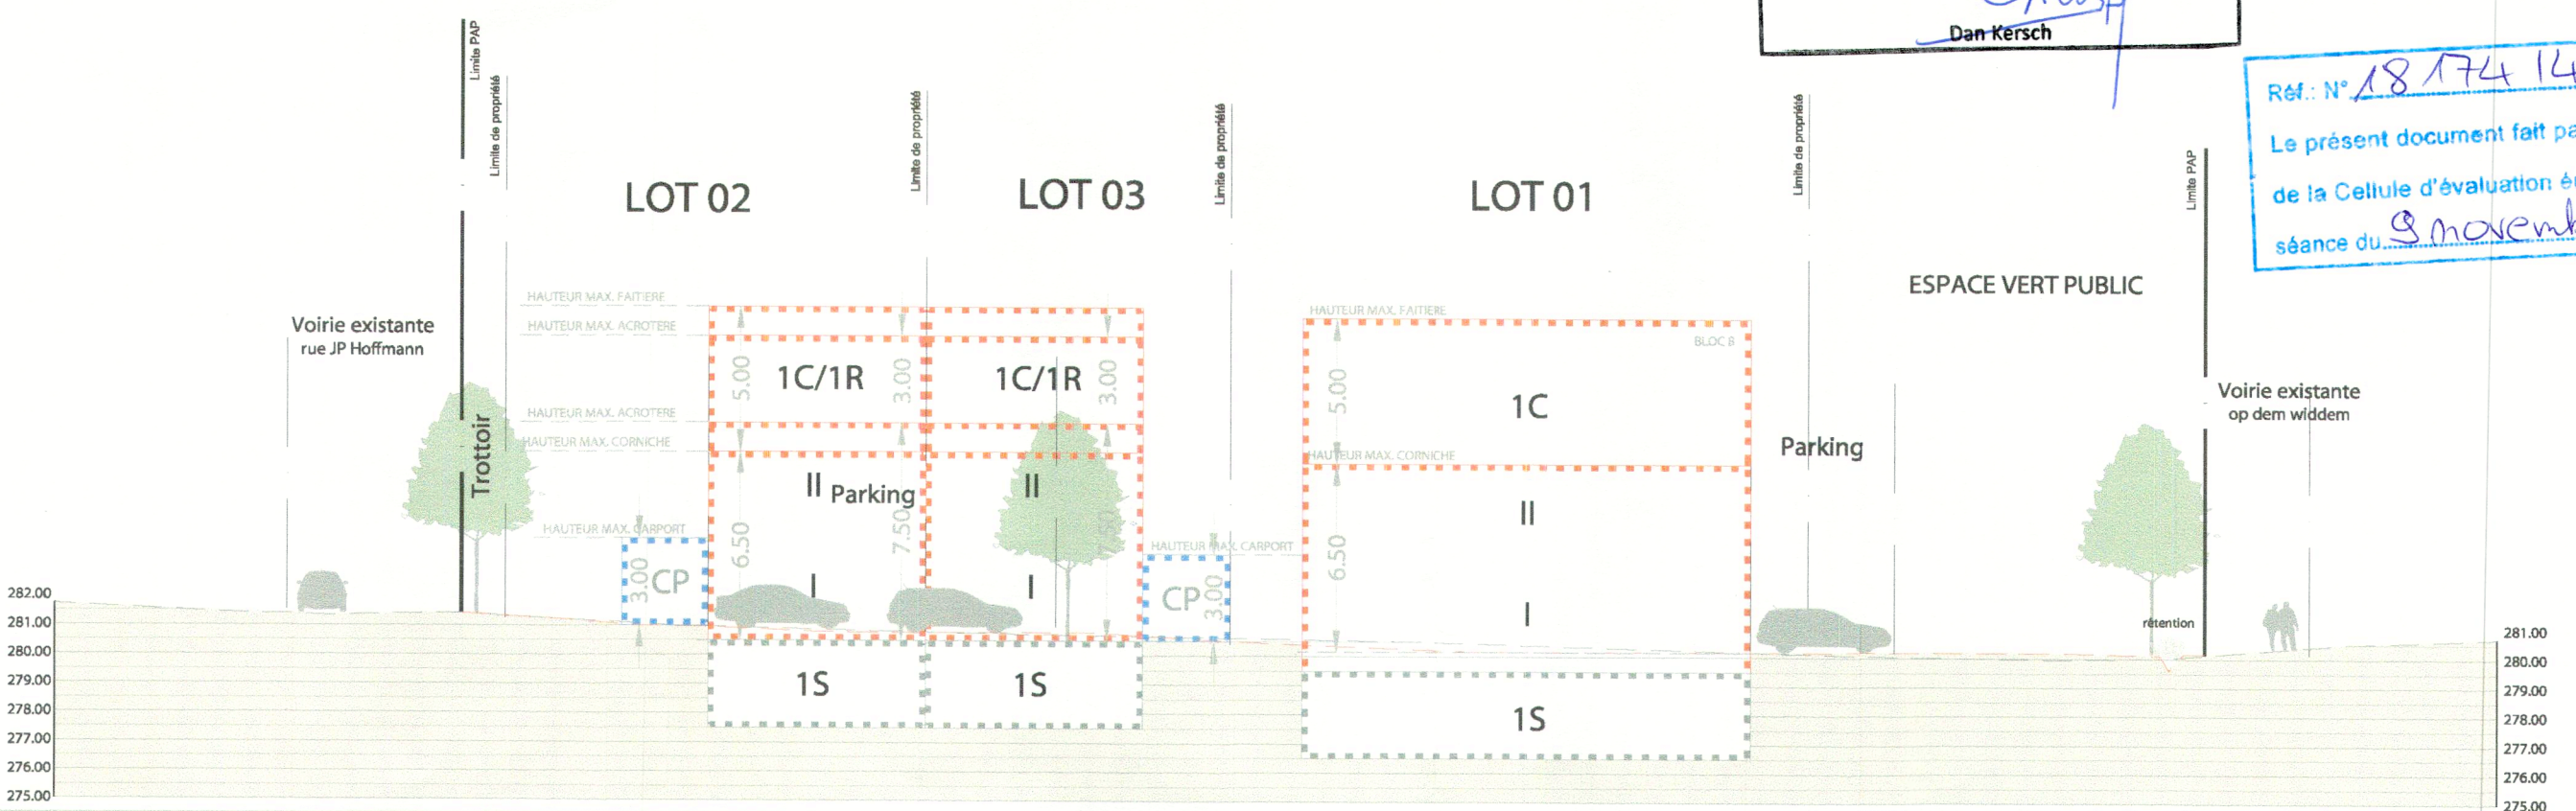 Dan Kersch
Réf.: N° 18174 14
Le présent document fait pa
de la Cellule d'évaluation é
séance du 9 novem
Limite PAP
Limite de propriété
Limite de propriété
Limite de propriété
Limite de propriété
Limite PAP
LOT 02
LOT 03
LOT 01
ESPACE VERT PUBLIC
Voirie existante
rue JP Hoffmann
HAUTEUR MAX. FAITIERE
HAUTEUR MAX. ACROTERE
HAUTEUR MAX. ACROTERE
HAUTEUR MAX. CORNICHE
HAUTEUR MAX. CARPORT
Trottoir
5.00
1C/1R
3.00
1C/1R
3.00
II
Parking
II
6.50
7.50
7.50
I
I
3.00
CP
1S
1S
HAUTEUR MAX. CARPORT
CP
3.00
HAUTEUR MAX. FAITIERE
BLOC B
5.00
1C
HAUTEUR MAX. CORNICHE
6.50
II
I
1S
Parking
Voirie existante
op dem widdem
rétention
282.00
281.00
280.00
279.00
278.00
277.00
276.00
275.00
281.00
280.00
279.00
278.00
277.00
276.00
275.00